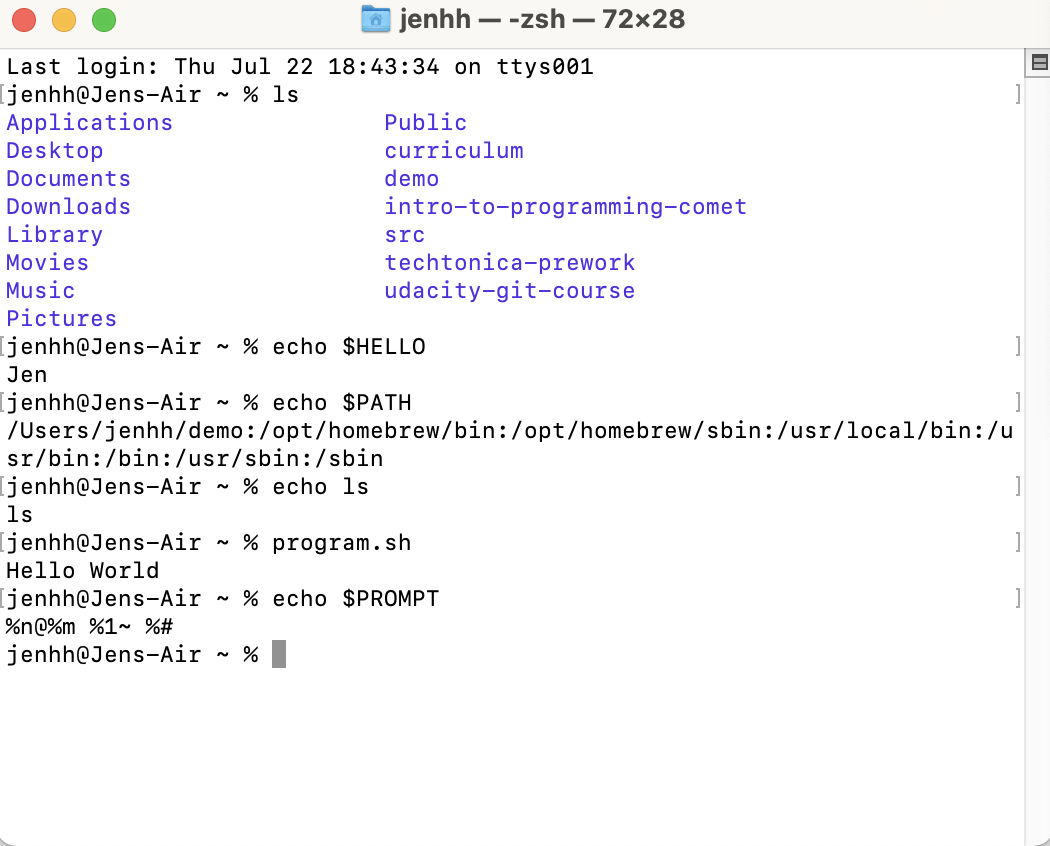 jenhh — -zsh — 72×28
Last login: Thu Jul 22 18:43:34 on ttys001
[jenhh@Jens-Air ~ % ls ]
Applications Public
Desktop curriculum
Documents demo
Downloads intro-to-programming-comet
Library src
Movies techtonica-prework
Music udacity-git-course
Pictures
[jenhh@Jens-Air ~ % echo $HELLO ]
Jen
[jenhh@Jens-Air ~ % echo $PATH ]
/Users/jenhh/demo:/opt/homebrew/bin:/opt/homebrew/sbin:/usr/local/bin:/u
sr/bin:/bin:/usr/sbin:/sbin
[jenhh@Jens-Air ~ % echo ls ]
ls
[jenhh@Jens-Air ~ % program.sh ]
Hello World
[jenhh@Jens-Air ~ % echo $PROMPT ]
%n@%m %1~ %#
jenhh@Jens-Air ~ %